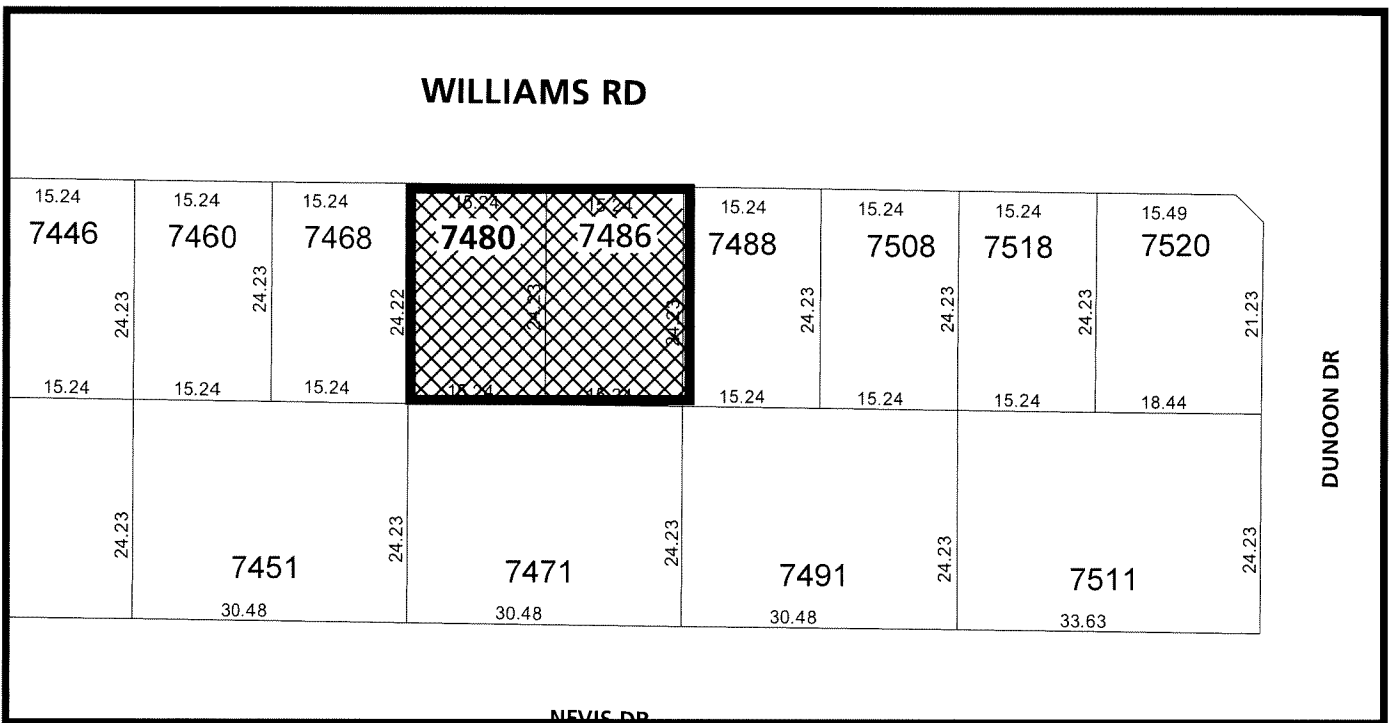 WILLIAMS RD
15.24 15.24 15.24 15.24 15.24 15.24 15.24 15.24 15.49
7446 7460 7468 7480 7486 7488 7508 7518 7520
24.23 24.23 24.22 24.23 24.23 24.23 24.23 24.23 21.23
15.24 15.24 15.24 15.24 15.24 15.24 15.24 15.24 18.44
DUNOON DR
24.23 24.23 24.23 24.23 24.23
7451 7471 7491 7511
30.48 30.48 30.48 33.63
NEVIS DR